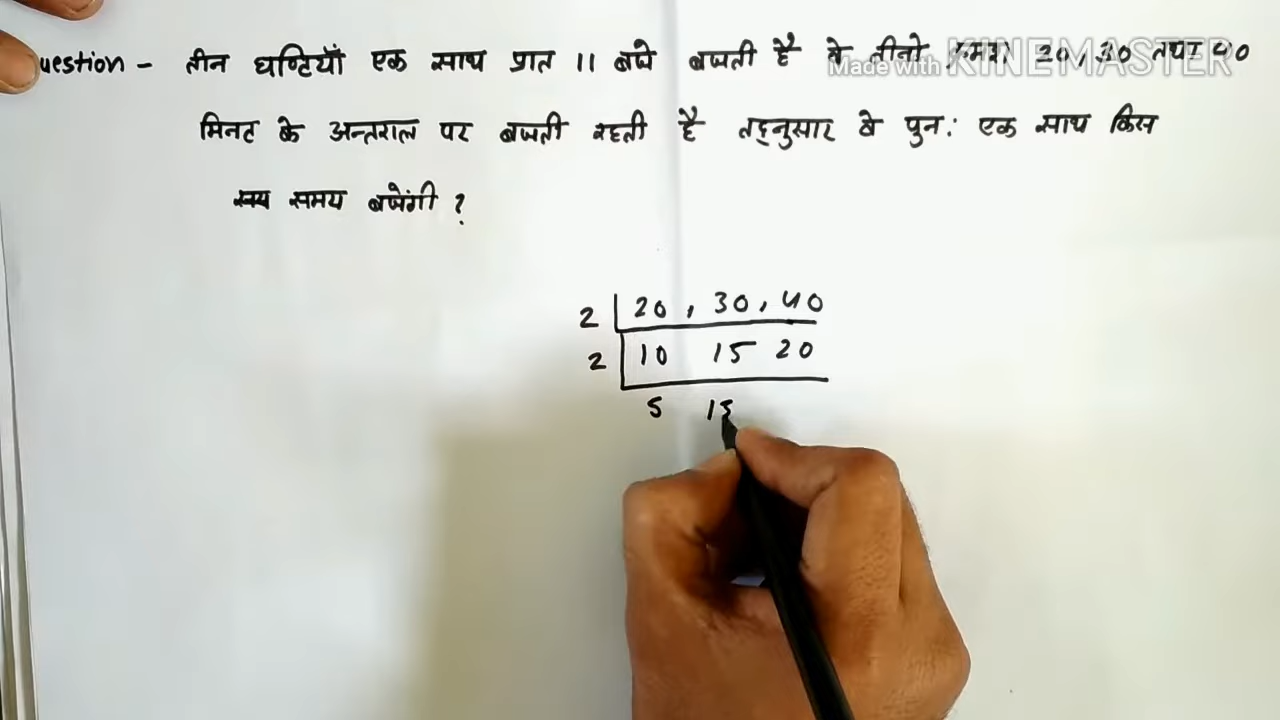 uestion - तीन घण्टियाँ एक साथ प्रात 11 बजे बजती है वे तीनो क्रमश 20, 30 तथा 40
Made with KINEMASTER
मिनट के अन्तराल पर बजती रहती है तद्नुसार वे पुनः एक साथ किस
समय बजेंगी ?
2 20 , 30 , 40
2 10 15 20
5 15